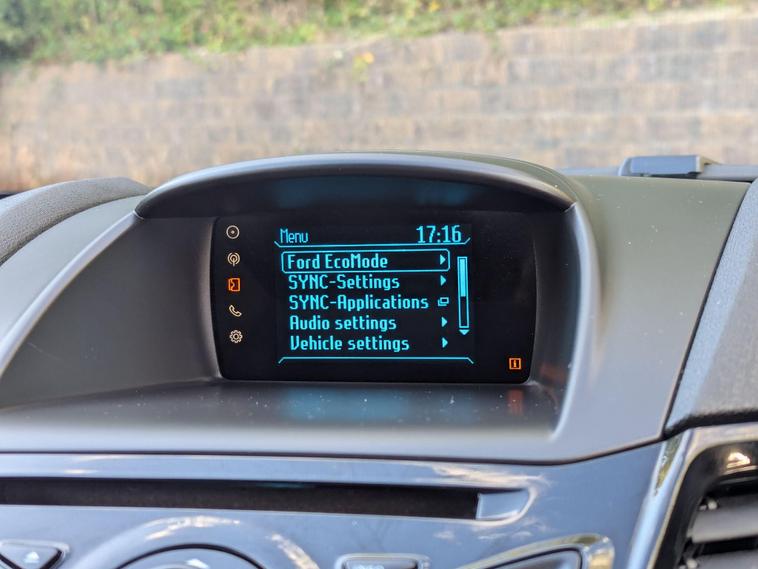 Menu 17:16
Ford EcoMode
SYNC-Settings
SYNC-Applications
Audio settings
Vehicle settings